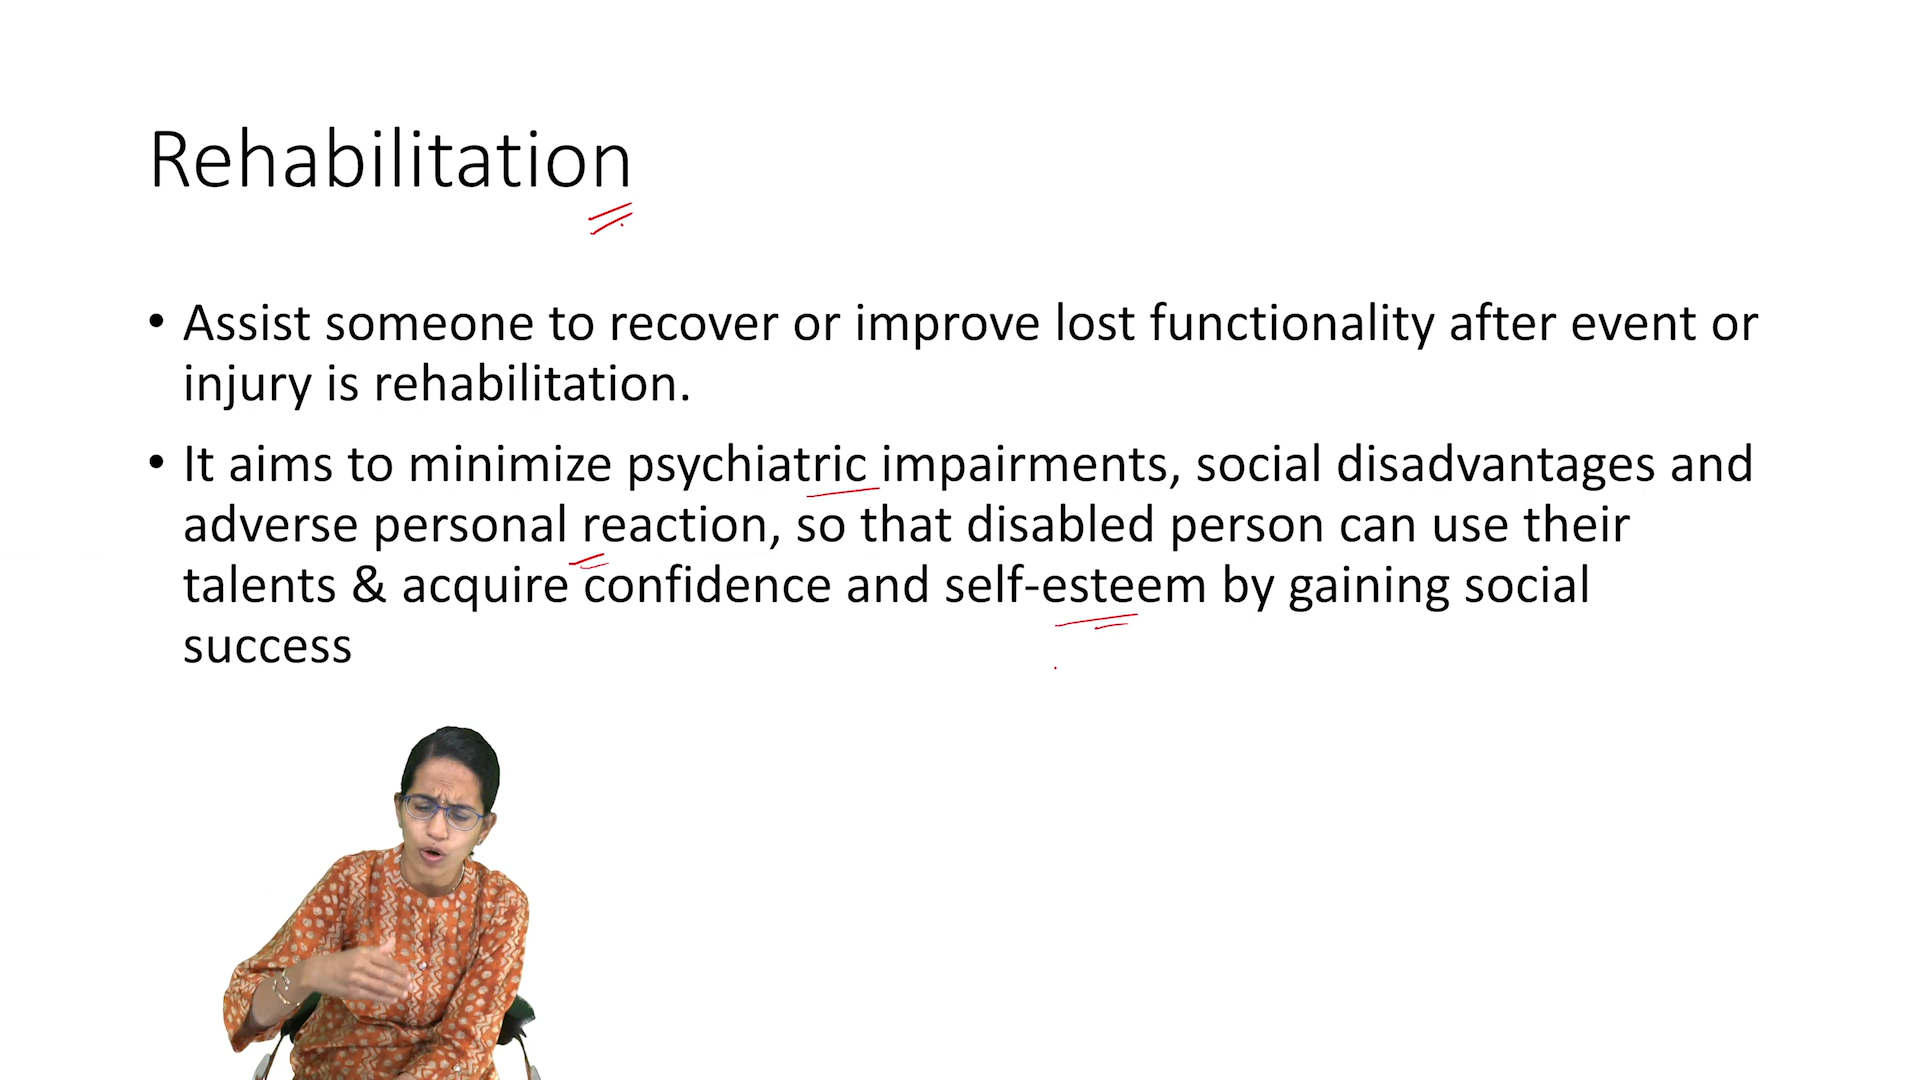 Rehabilitation
• Assist someone to recover or improve lost functionality after event or
injury is rehabilitation.
• It aims to minimize psychiatric impairments, social disadvantages and
adverse personal reaction, so that disabled person can use their
talents & acquire confidence and self-esteem by gaining social
success